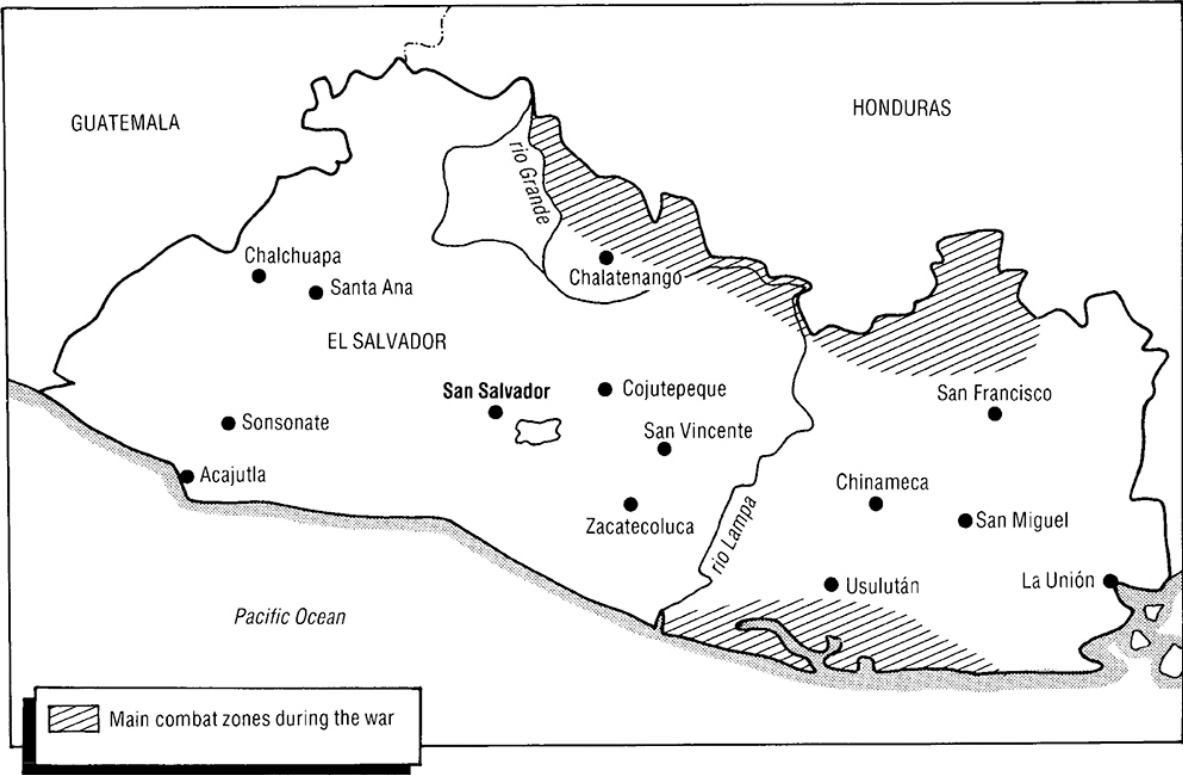 GUATEMALA
HONDURAS
rio Grande
Chalchuapa
Santa Ana
Chalatenango
EL SALVADOR
San Salvador
Cojutepeque
San Francisco
Sonsonate
San Vincente
Acajutla
Chinameca
Zacatecoluca
San Miguel
rio Lampa
Usulután
La Unión
Pacific Ocean
Main combat zones during the war